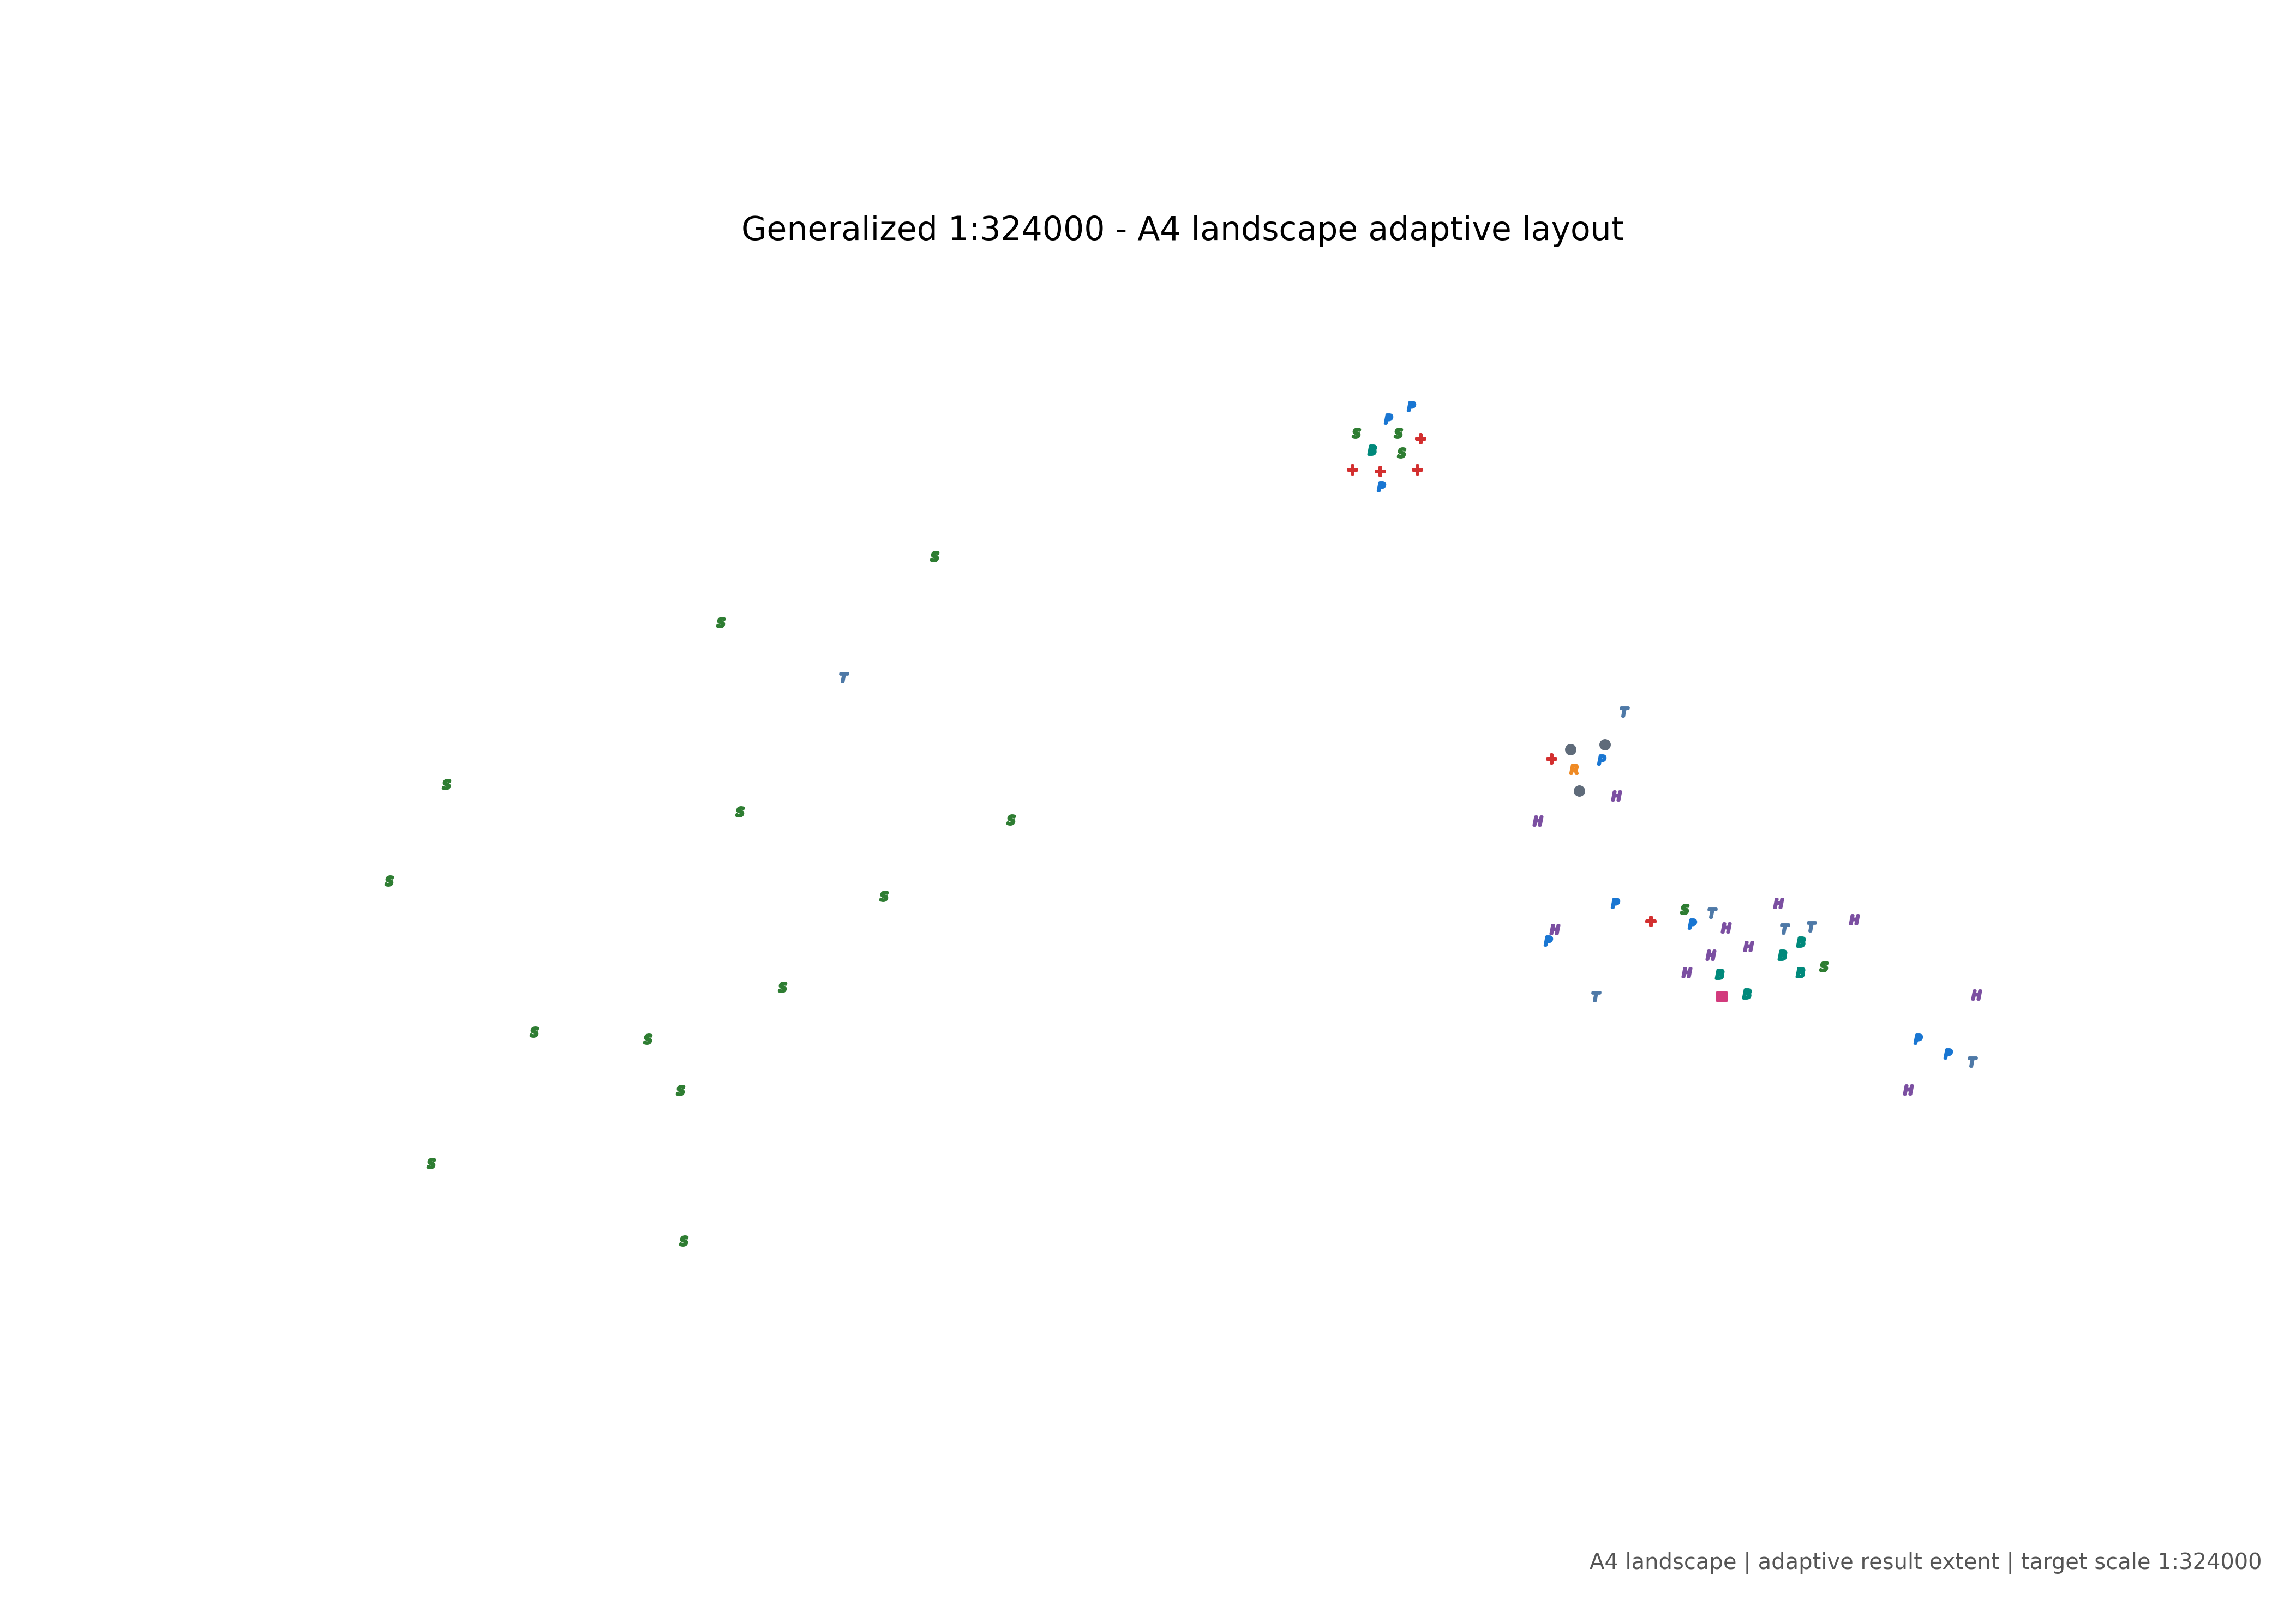 Generalized 1:324000 - A4 landscape adaptive layout
P
P
S S
B S
P
S
S
T
T
P
R
S
H
S S H
S
S
P S T H H
P H T T
H P H B
H B
H B B S
S T B H
S S P
P T
S H
S
S
A4 landscape | adaptive result extent | target scale 1:324000